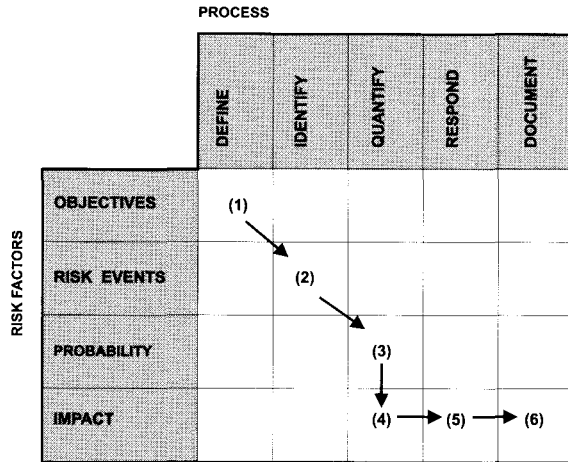 PROCESS
DEFINE
IDENTIFY
QUANTIFY
RESPOND
DOCUMENT
RISK FACTORS
OBJECTIVES
(1)
RISK EVENTS
(2)
PROBABILITY
(3)
IMPACT
(4)
(5)
(6)